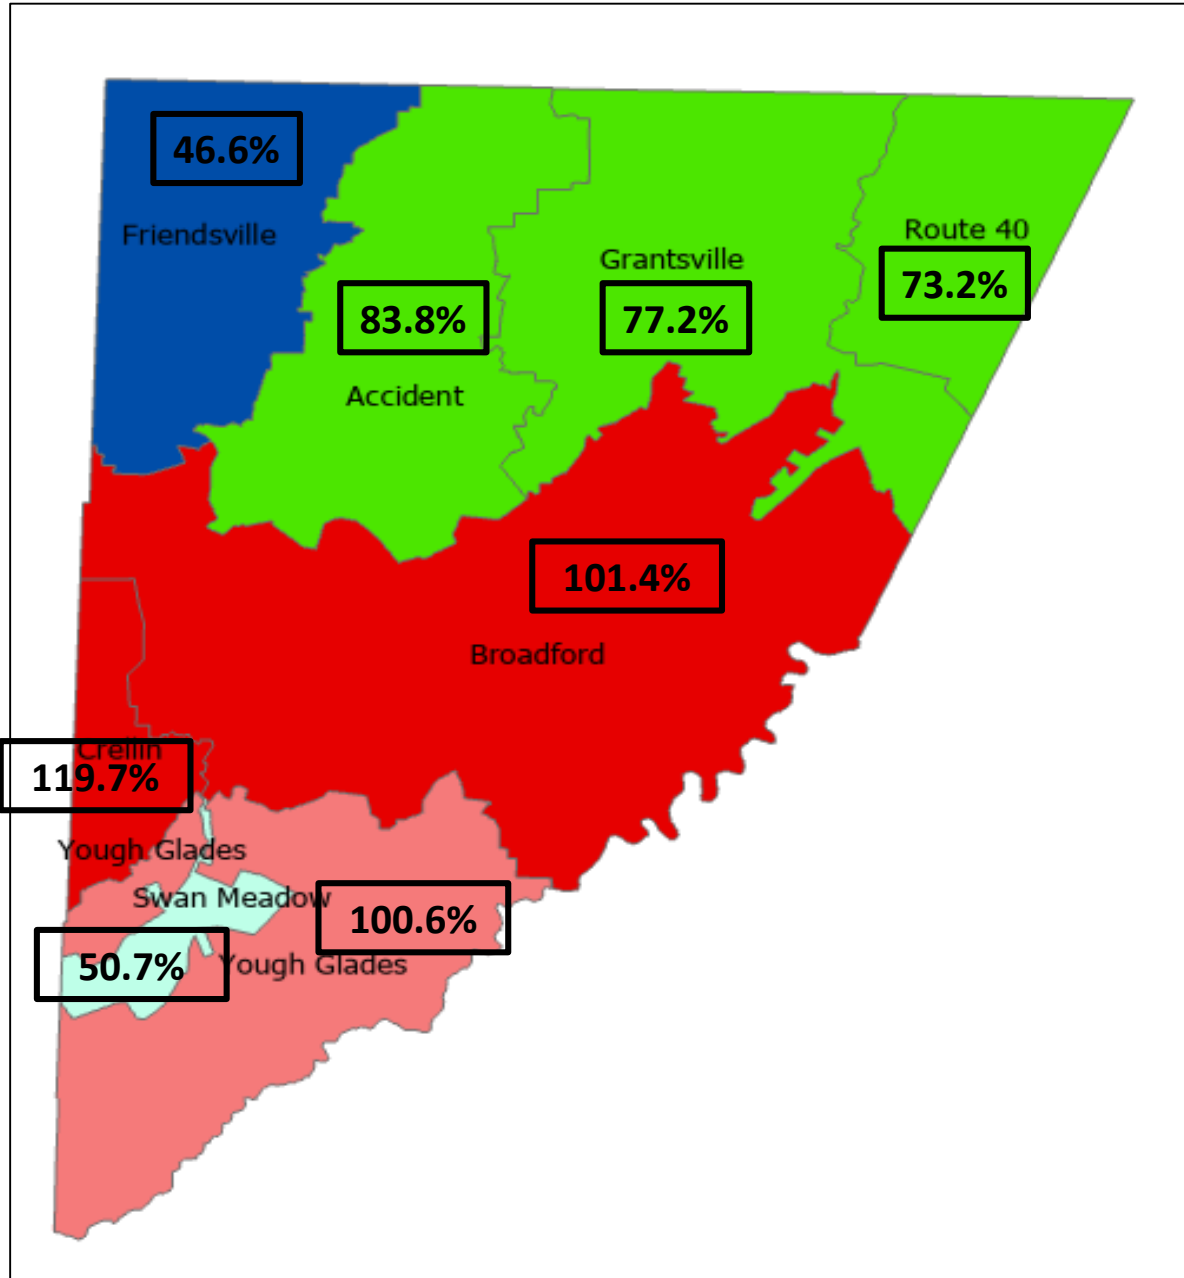 46.6%
Friendsville
Route 40
73.2%
Grantsville
77.2%
83.8%
Accident
101.4%
Broadford
Crellin
119.7%
Yough Glades
Swan Meadow
100.6%
50.7%
Yough Glades